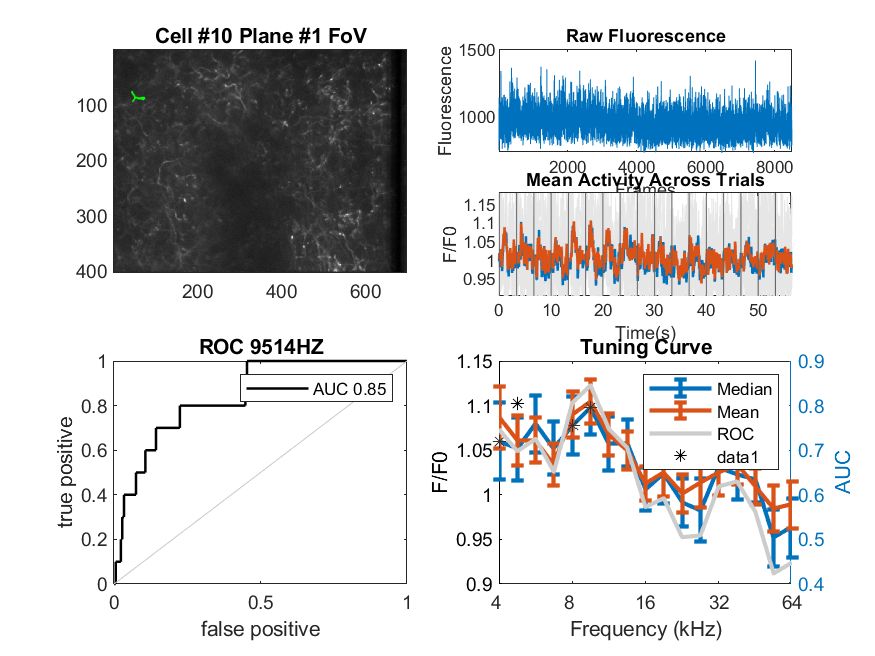 Cell #10 Plane #1 FoV
100
200
300
400
200
400
600
Raw Fluorescence
Fluorescence
1500
1000
2000
4000
6000
8000
Frames
Mean Activity Across Trials
F/F0
1.15
1.1
1.05
1
0.95
0
10
20
30
40
50
Time(s)
ROC 9514HZ
true positive
1
0.8
0.6
0.4
0.2
0
AUC 0.85
0
0.5
1
false positive
Tuning Curve
F/F0
1.15
1.1
1.05
1
0.95
0.9
Median
Mean
ROC
data1
0.9
0.8
0.7
0.6
0.5
0.4
AUC
4
8
16
32
64
Frequency (kHz)